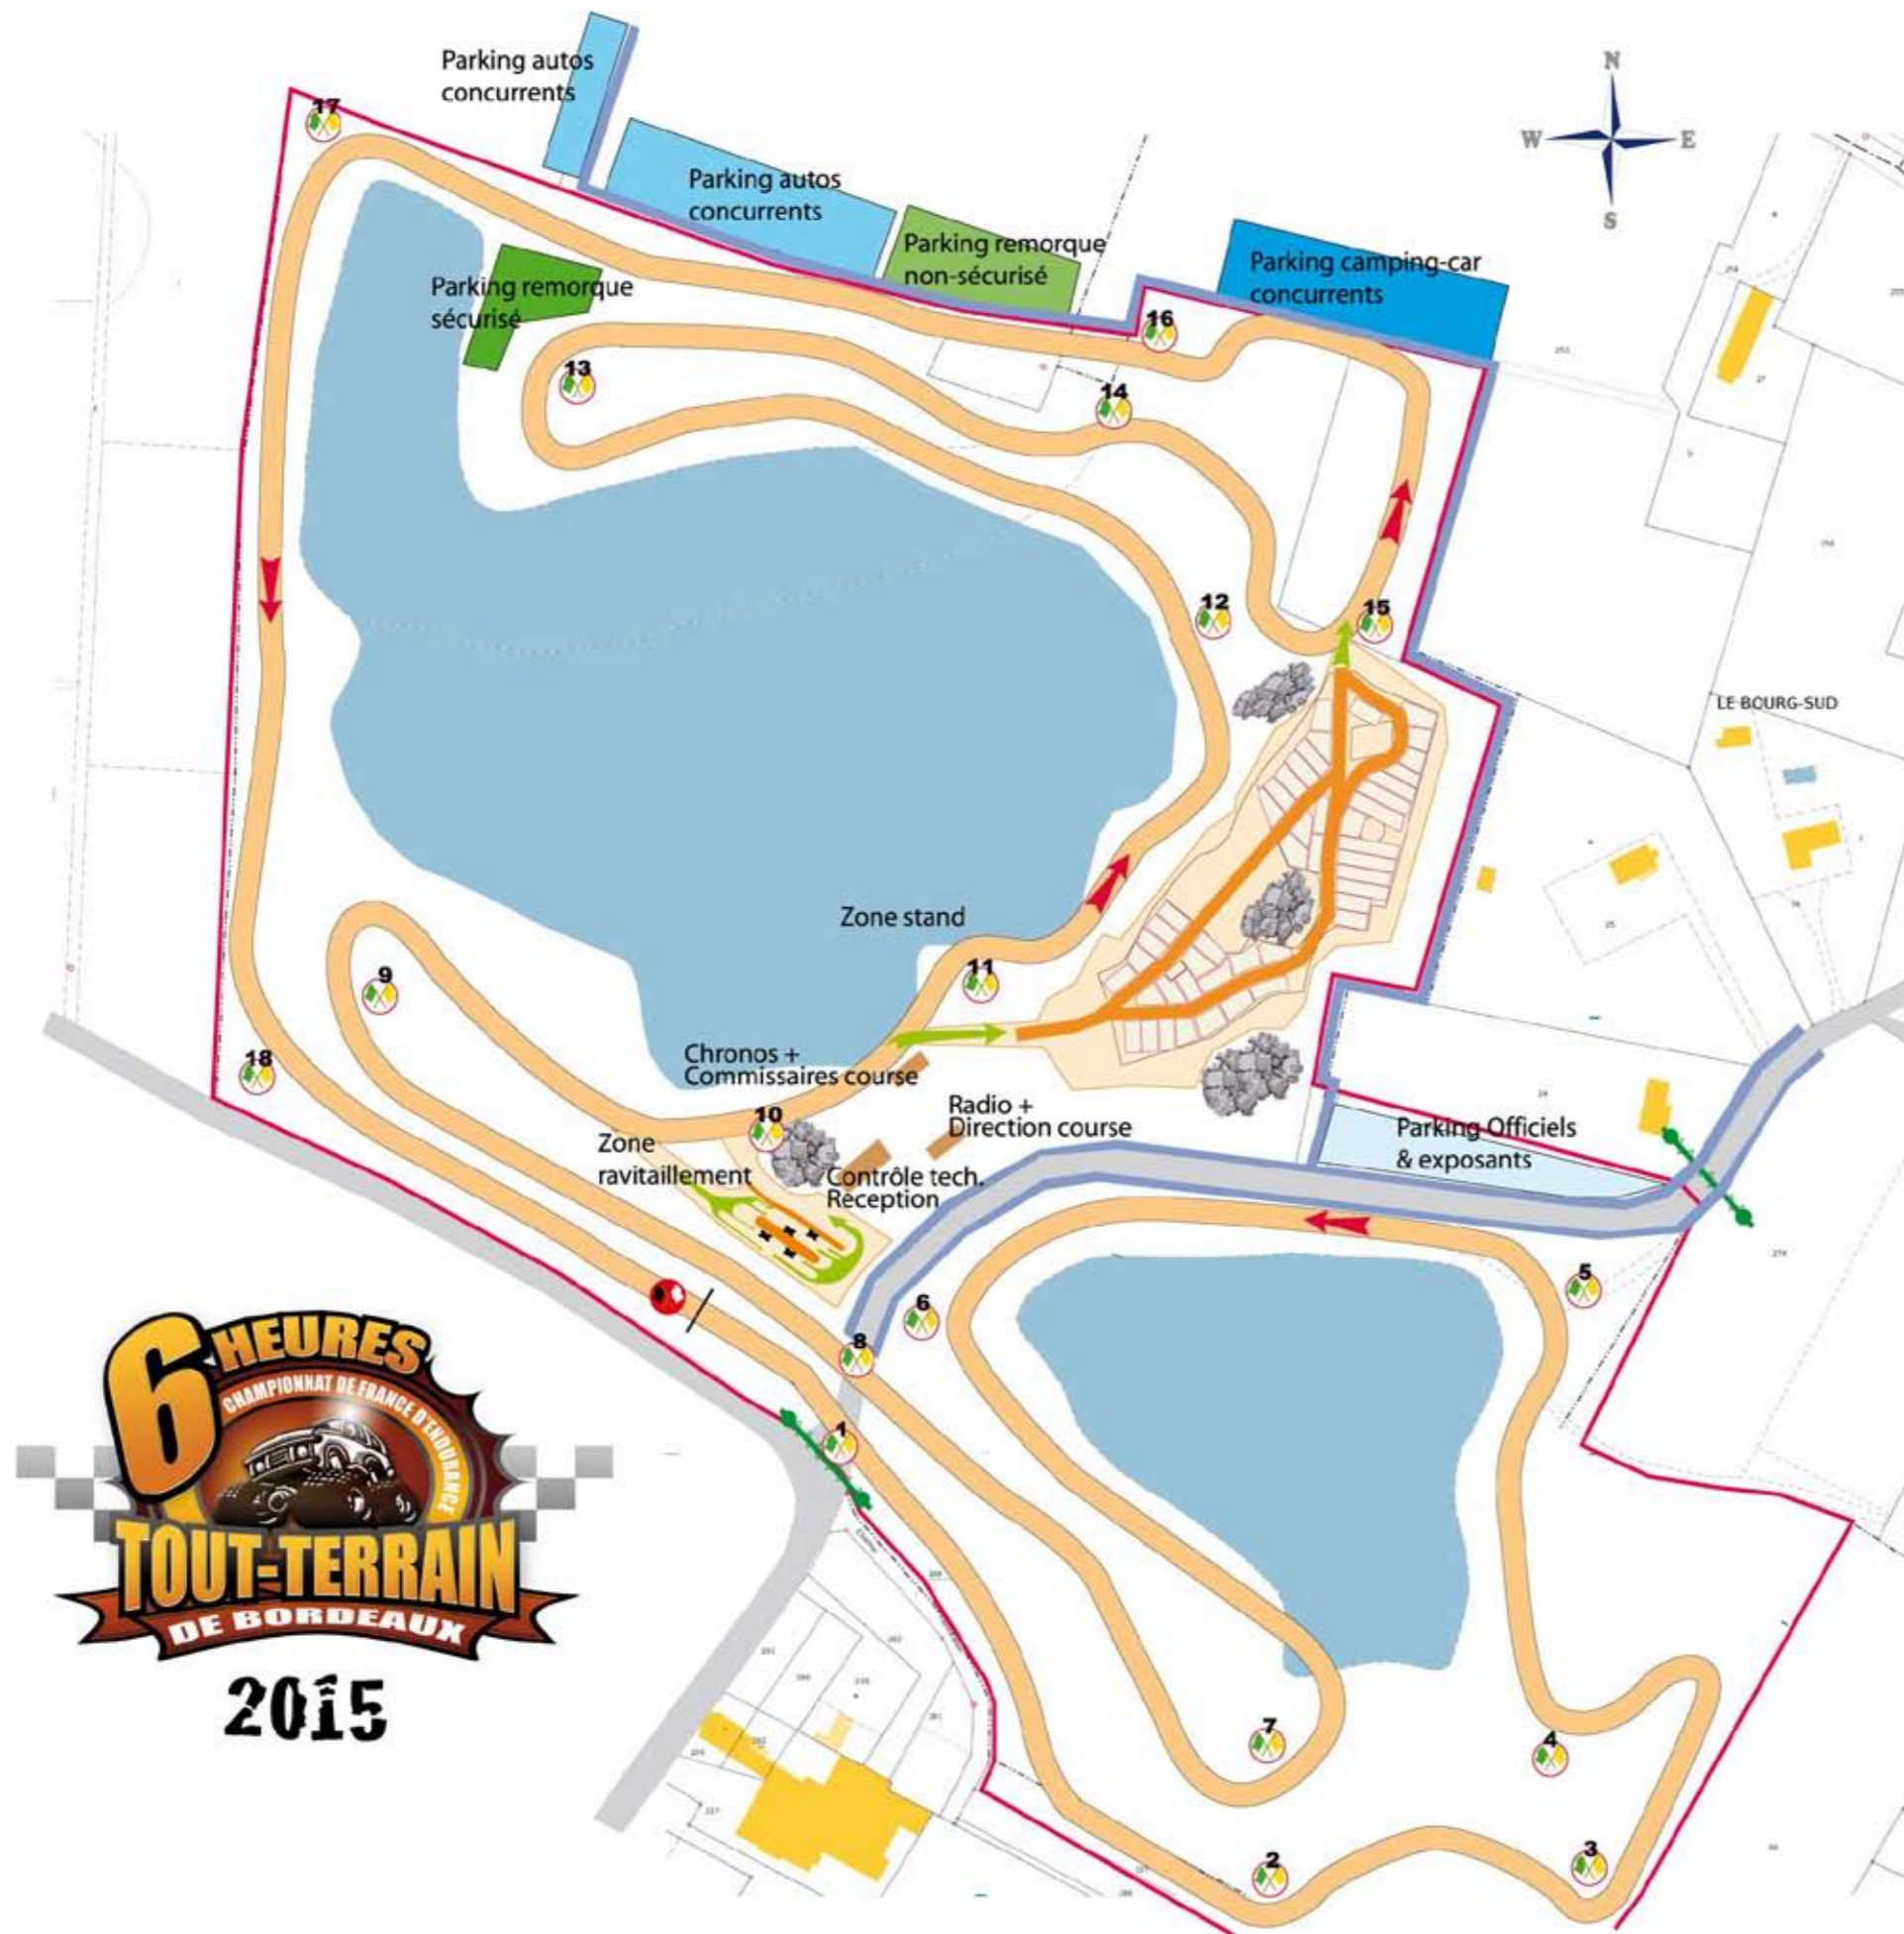 Parking autos
concurrents
N
W
E
S
17
Parking autos
concurrents
Parking remorque
non-sécurisé
Parking camping-car
concurrents
Parking remorque
sécurisé
16
13
14
12
15
LE BOURG-SUD
Zone stand
11
9
18
Chronos +
Commissaires course
10
Radio +
Direction course
Zone
ravitaillement
Contrôle tech.
Reception
Parking Officiels
& exposants
5
6
8
1
7
4
2
3
6 HEURES
CHAMPIONNAT DE FRANCE D'ENDURANCE
TOUT-TERRAIN
DE BORDEAUX
2015